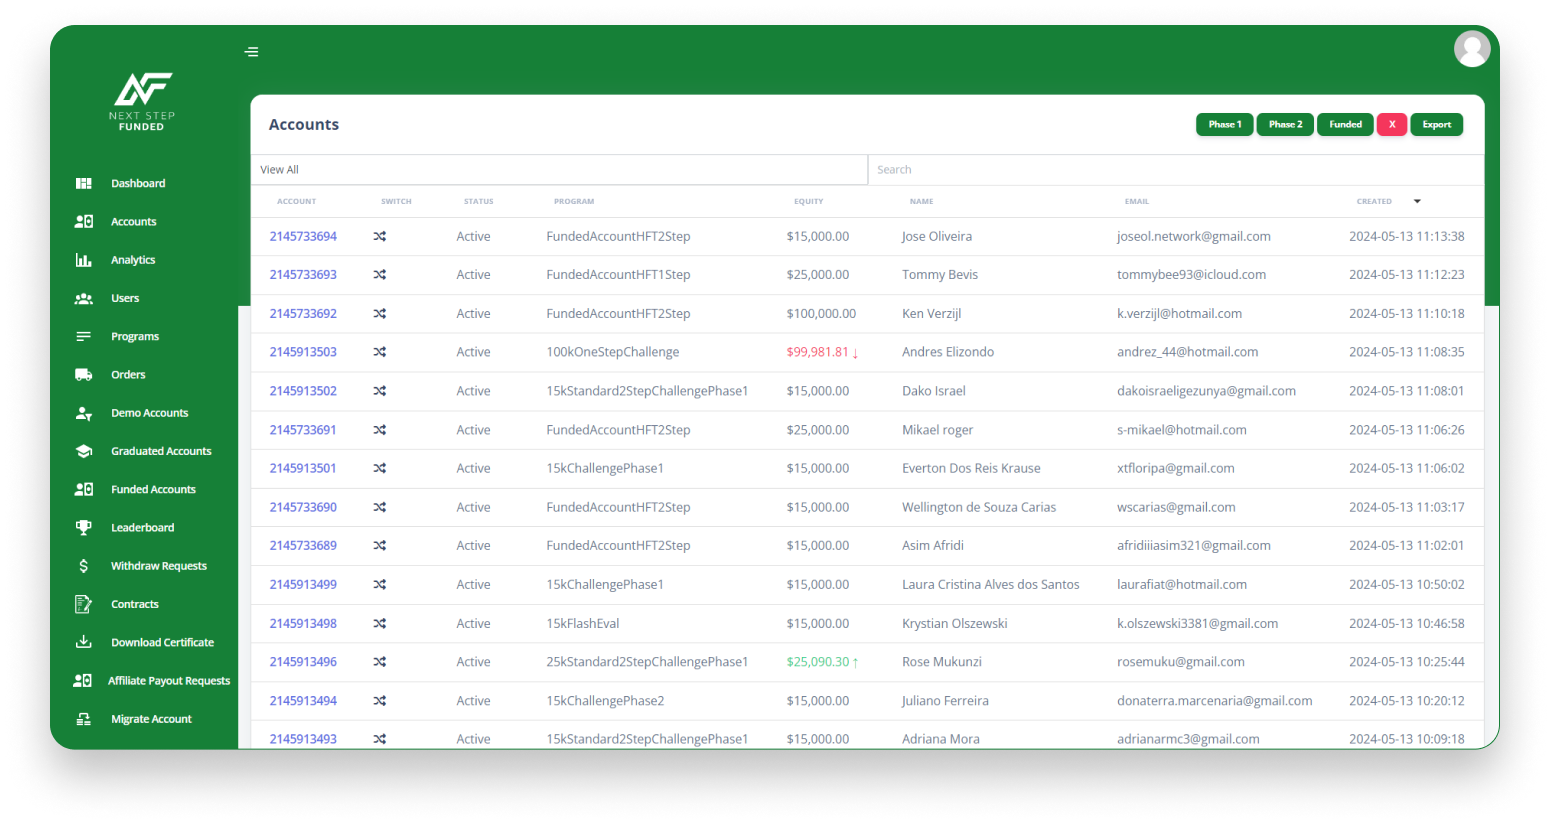 NEXT STEP
FUNDED
Dashboard
Accounts
Analytics
Users
Programs
Orders
Demo Accounts
Graduated Accounts
Funded Accounts
Leaderboard
Withdraw Requests
Contracts
Download Certificate
Affiliate Payout Requests
Migrate Account
Accounts Phase 1 Phase 2 Funded X Export
View All Search
ACCOUNT SWITCH STATUS PROGRAM EQUITY NAME EMAIL CREATED
2145733694 Active FundedAccountHFT2Step $15,000.00 Jose Oliveira joseol.network@gmail.com 2024-05-13 11:13:38
2145733693 Active FundedAccountHFT1Step $25,000.00 Tommy Bevis tommybee93@icloud.com 2024-05-13 11:12:23
2145733692 Active FundedAccountHFT2Step $100,000.00 Ken Verzijl k.verzijl@hotmail.com 2024-05-13 11:10:18
2145913503 Active 100kOneStepChallenge $99,981.81 ↓ Andres Elizondo andrez_44@hotmail.com 2024-05-13 11:08:35
2145913502 Active 15kStandard2StepChallengePhase1 $15,000.00 Dako Israel dakoisraeligezunya@gmail.com 2024-05-13 11:08:01
2145733691 Active FundedAccountHFT2Step $25,000.00 Mikael roger s-mikael@hotmail.com 2024-05-13 11:06:26
2145913501 Active 15kChallengePhase1 $15,000.00 Everton Dos Reis Krause xtfloripa@gmail.com 2024-05-13 11:06:02
2145733690 Active FundedAccountHFT2Step $15,000.00 Wellington de Souza Carias wscarias@gmail.com 2024-05-13 11:03:17
2145733689 Active FundedAccountHFT2Step $15,000.00 Asim Afridi afridiiiasim321@gmail.com 2024-05-13 11:02:01
2145913499 Active 15kChallengePhase1 $15,000.00 Laura Cristina Alves dos Santos laurafiat@hotmail.com 2024-05-13 10:50:02
2145913498 Active 15kFlashEval $15,000.00 Krystian Olszewski k.olszewski3381@gmail.com 2024-05-13 10:46:58
2145913496 Active 25kStandard2StepChallengePhase1 $25,090.30 ↑ Rose Mukunzi rosemuku@gmail.com 2024-05-13 10:25:44
2145913494 Active 15kChallengePhase2 $15,000.00 Juliano Ferreira donaterra.marcenaria@gmail.com 2024-05-13 10:20:12
2145913493 Active 15kStandard2StepChallengePhase1 $15,000.00 Adriana Mora adrianarmc3@gmail.com 2024-05-13 10:09:18